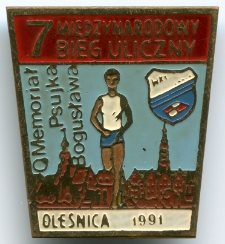 7 MIĘDZYNARODOWY
BIEG ULICZNY
O Memoriał
Psujka
Bogusława
OLEŚNICA 1991